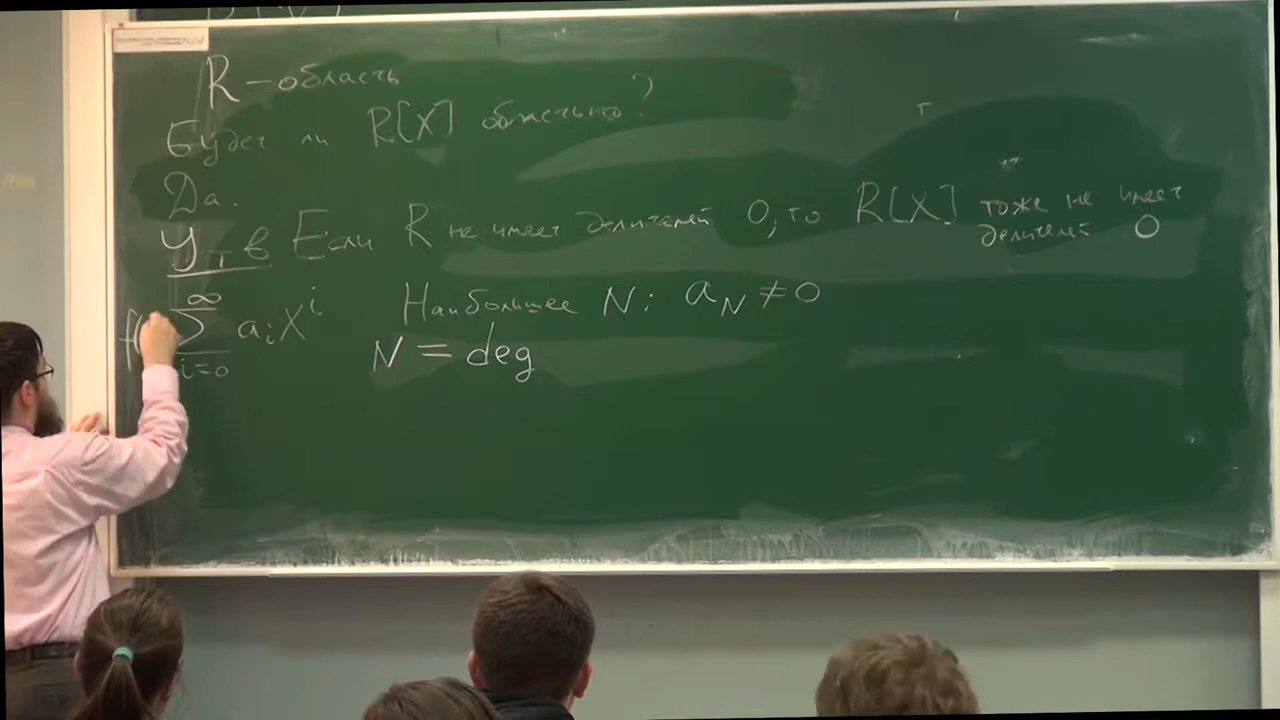 R – область
Будет ли R[X] областью?
Да.
Утв Если R не имеет делителей 0, то R[X] тоже не имеет делителей 0
f( ∞ ∑ i=0 a_i X^i Наибольшее N: a_N ≠ 0
N = deg